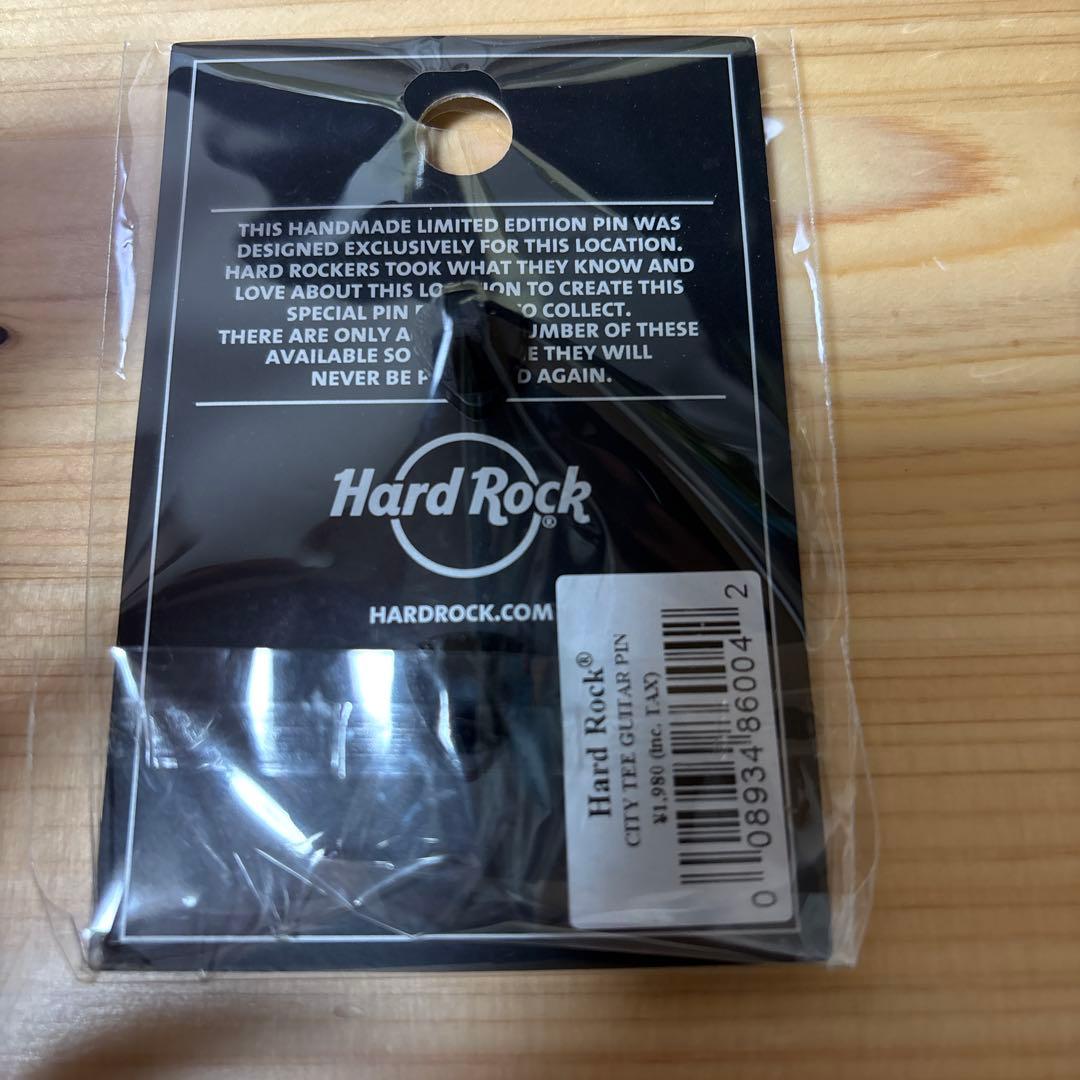 THIS HANDMADE LIMITED EDITION PIN WAS
DESIGNED EXCLUSIVELY FOR THIS LOCATION.
HARD ROCKERS TOOK WHAT THEY KNOW AND
LOVE ABOUT THIS LOCATION TO CREATE THIS
SPECIAL PIN TO COLLECT.
THERE ARE ONLY A NUMBER OF THESE
AVAILABLE SO THEY WILL
NEVER BE AGAIN.
Hard Rock®
HARDROCK.COM
Hard Rock®
CITY TEE GUITAR PIN
¥1,980 (inc. TAX)
0 08934 86004 2